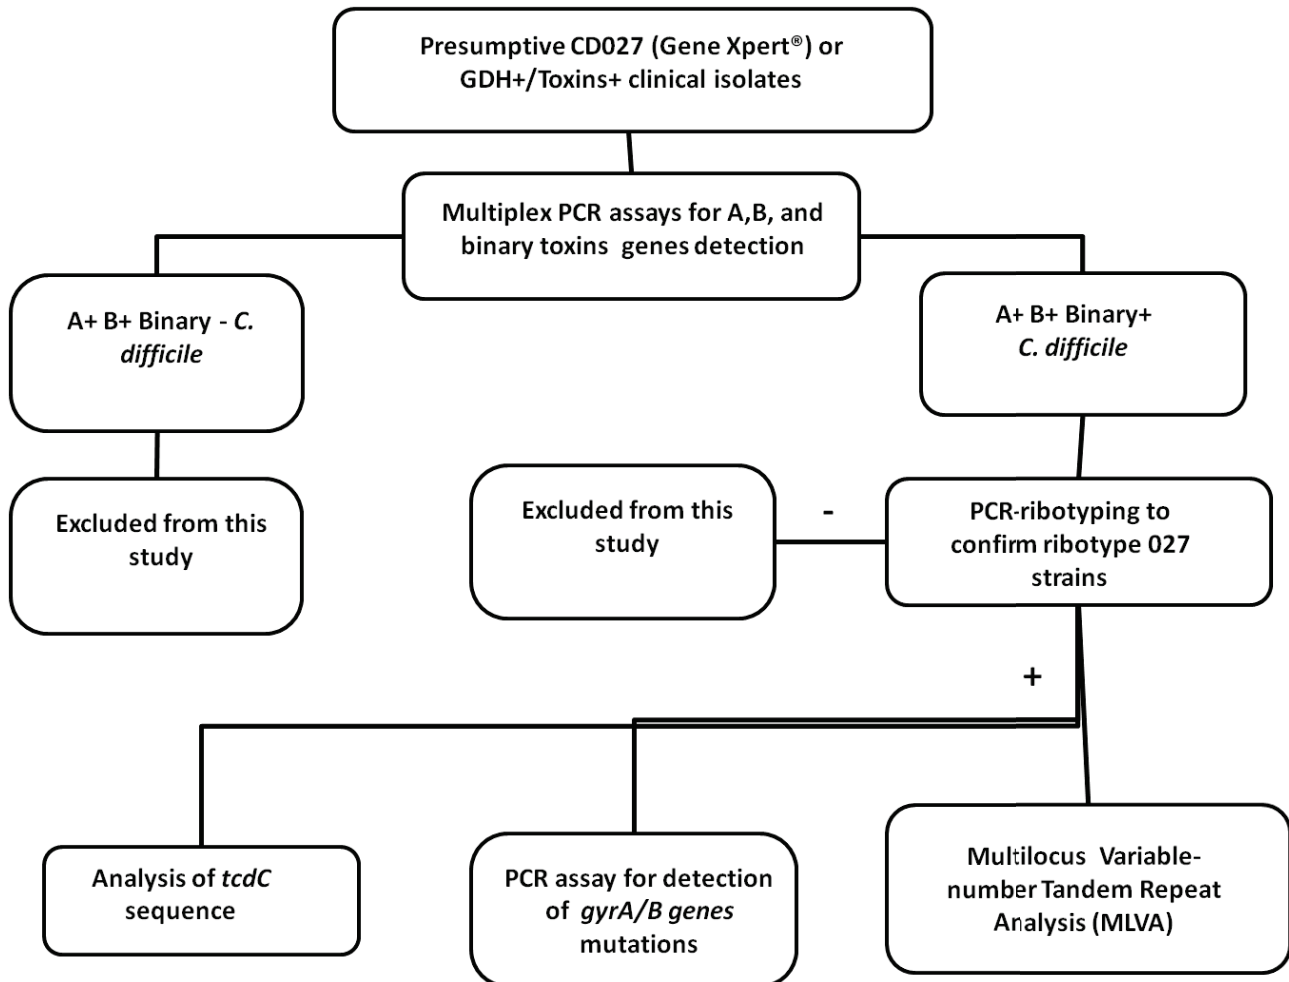 Presumptive CD027 (Gene Xpert®) or
GDH+/Toxins+ clinical isolates
Multiplex PCR assays for A,B, and
binary toxins genes detection
A+ B+ Binary - C.
difficile
A+ B+ Binary+
C. difficile
Excluded from this
study
Excluded from this
study
-
PCR-ribotyping to
confirm ribotype 027
strains
+
Analysis of tcdC
sequence
PCR assay for detection
of gyrA/B genes
mutations
Multilocus Variable-
number Tandem Repeat
Analysis (MLVA)